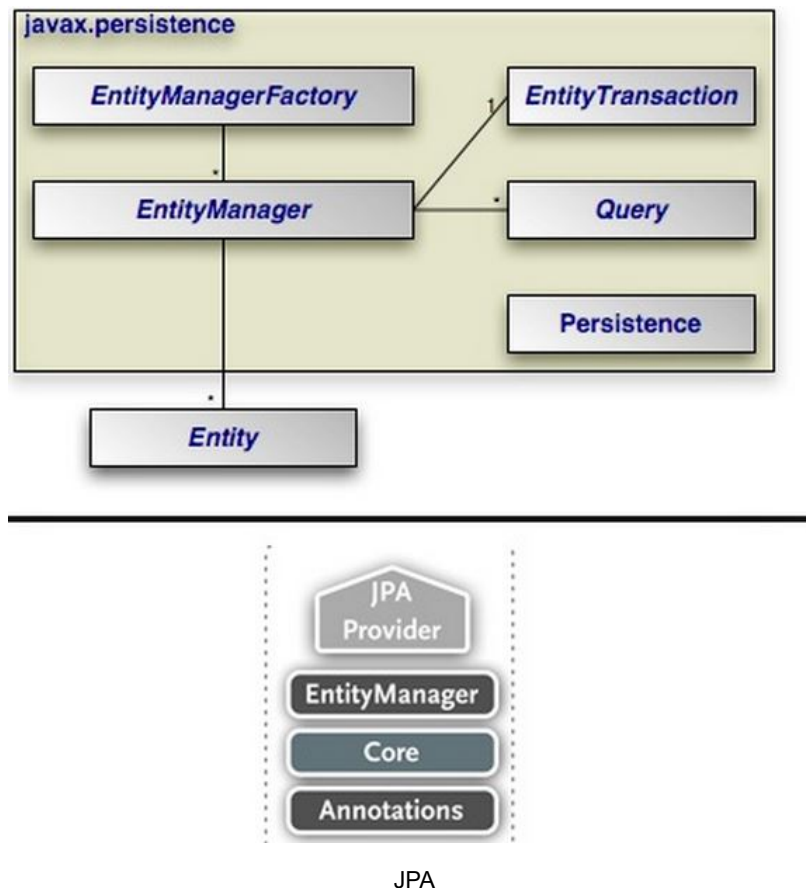 javax.persistence
EntityManagerFactory
1
EntityTransaction
*
EntityManager
*
Query
Persistence
*
Entity
JPA
Provider
EntityManager
Core
Annotations
JPA